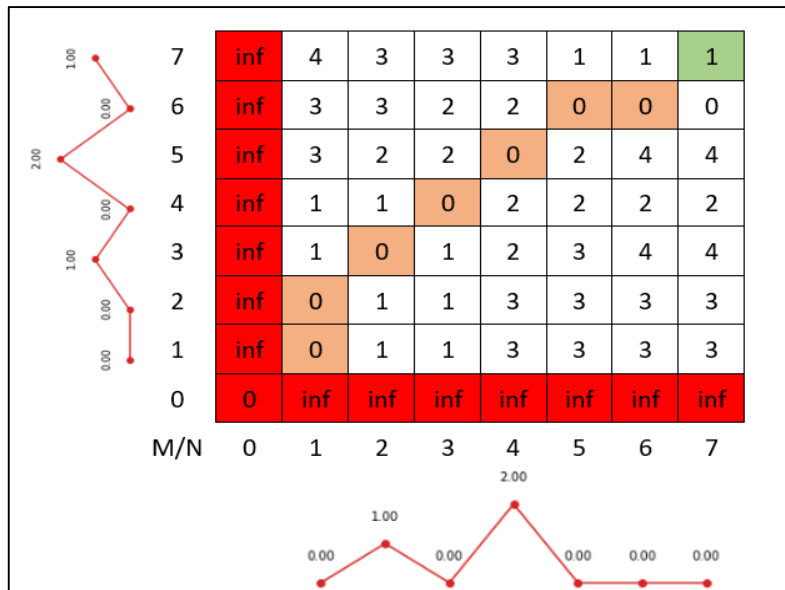 1.00 7 inf 4 3 3 3 1 1 1
0.00 6 inf 3 3 2 2 0 0 0
2.00 5 inf 3 2 2 0 2 4 4
0.00 4 inf 1 1 0 2 2 2 2
1.00 3 inf 1 0 1 2 3 4 4
0.00 2 inf 0 1 1 3 3 3 3
0.00 1 inf 0 1 1 3 3 3 3
0 0 inf inf inf inf inf inf inf
M/N 0 1 2 3 4 5 6 7
2.00
1.00
0.00 0.00 0.00 0.00 0.00